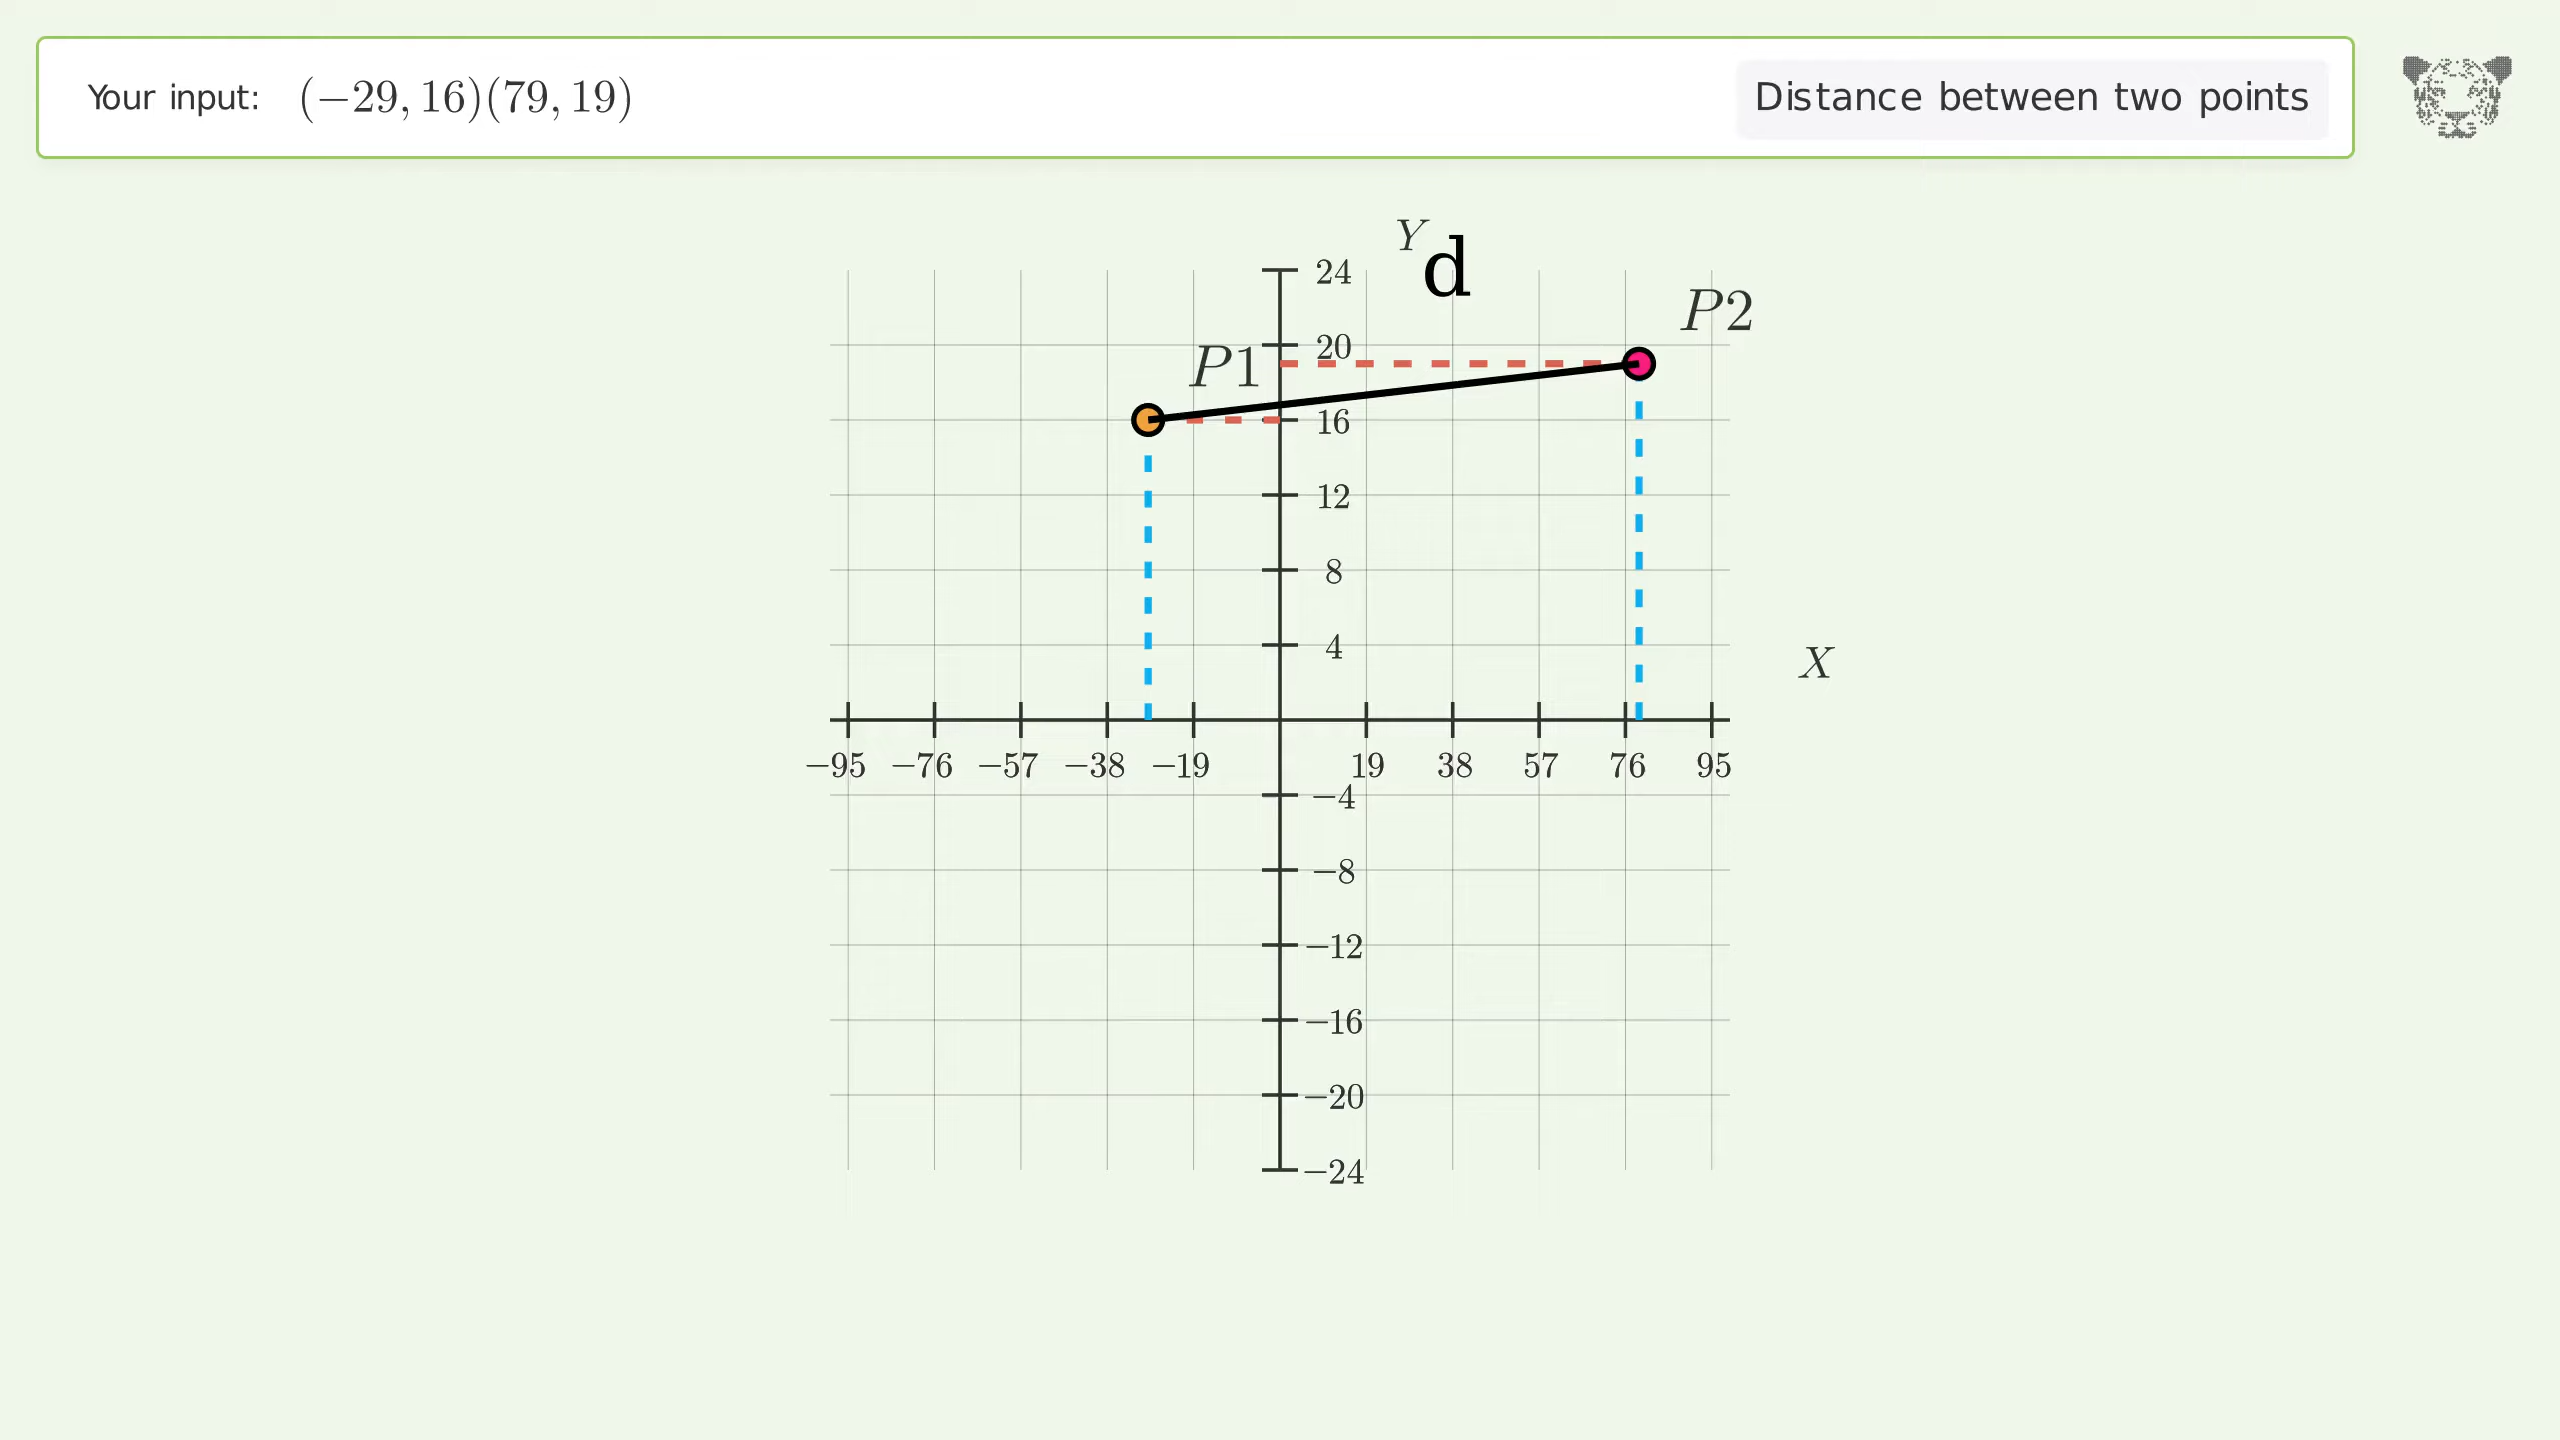 Your input: (−29, 16)(79, 19)
Distance between two points
Y
d
24
P2
20
P1
16
12
8
4
X
−95 −76 −57 −38 −19 19 38 57 76 95
−4
−8
−12
−16
−20
−24